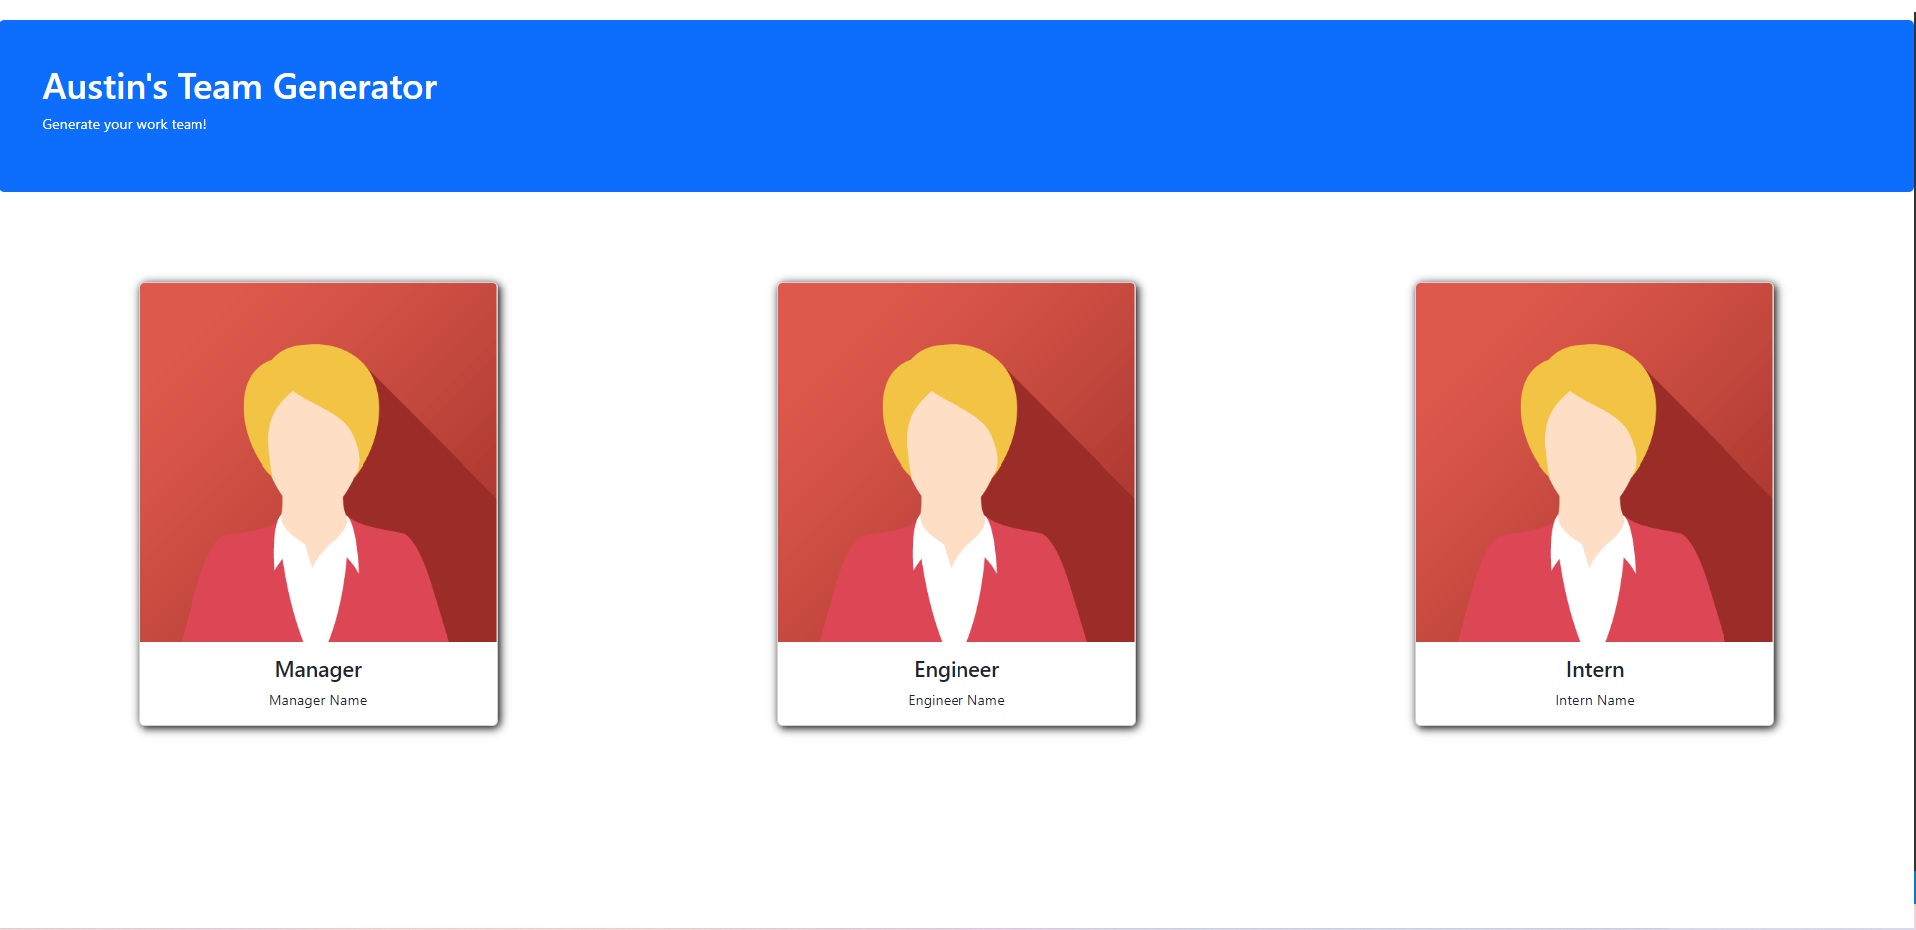 Austin's Team Generator
Generate your work team!
Manager
Manager Name
Engineer
Engineer Name
Intern
Intern Name